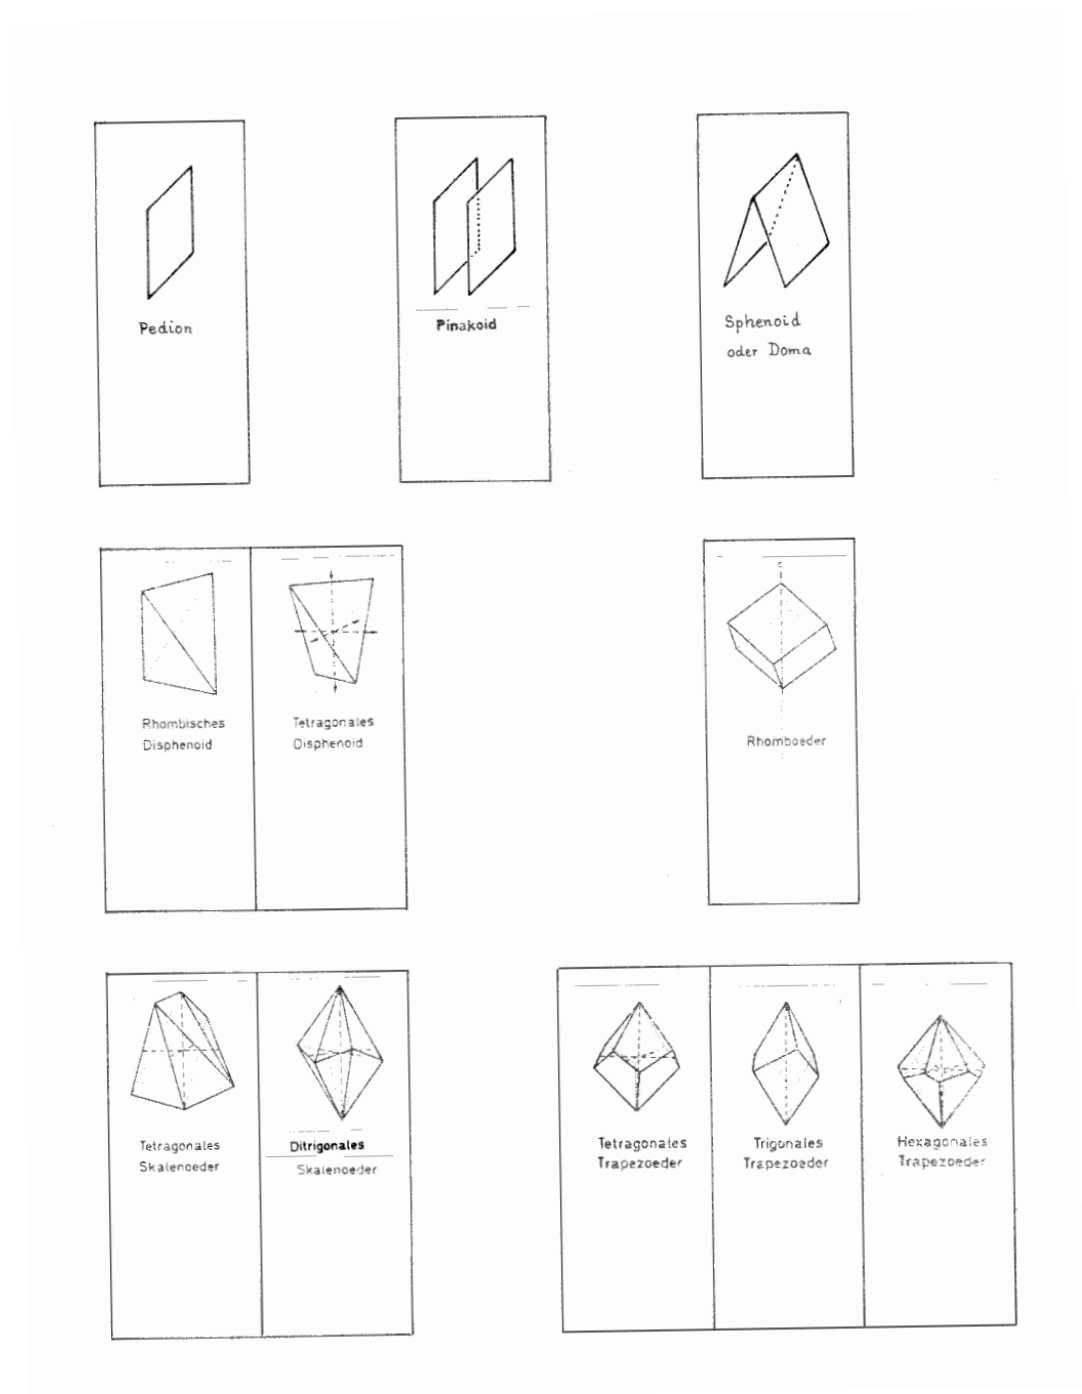 Pedion
Pinakoid
Sphenoid
oder Doma
Rhombisches
Disphenoid
Tetragonales
Disphenoid
Rhomboeder
Tetragonales
Skalenoeder
Ditrigonales
Skalenoeder
Tetragonales
Trapezoeder
Trigonales
Trapezoeder
Hexagonales
Trapezoeder